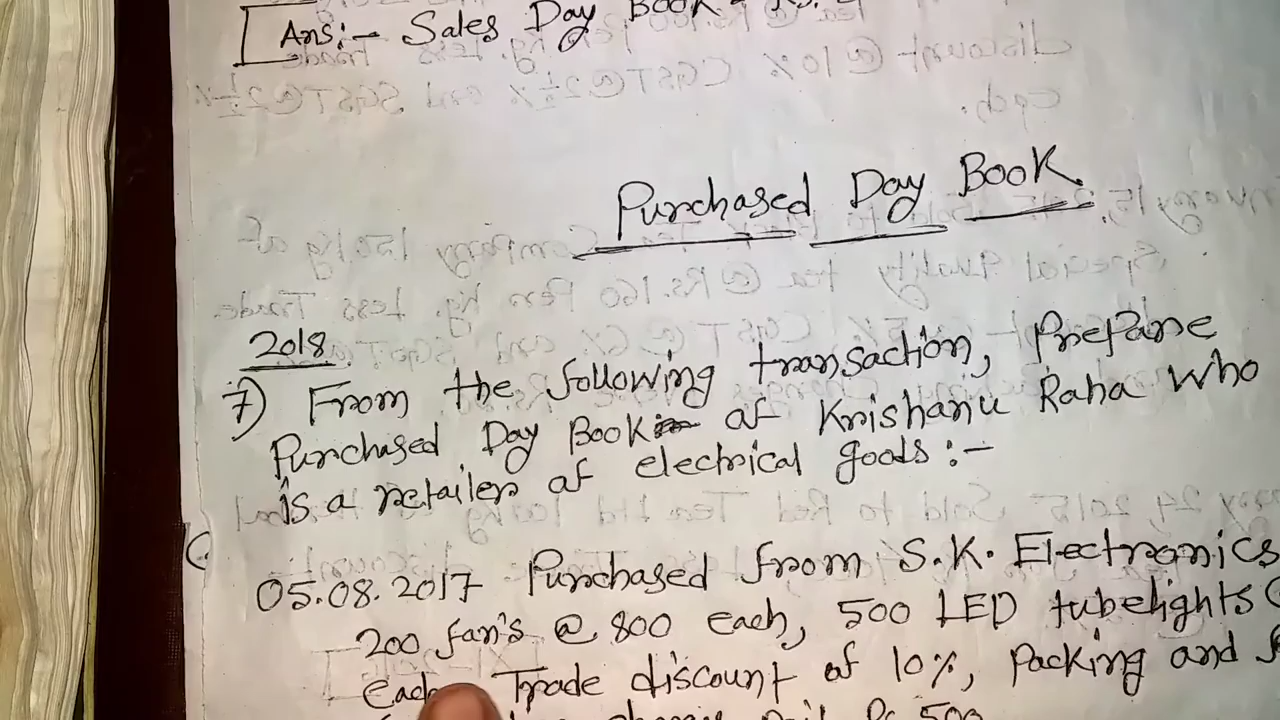 Ans:- Sales Day Book
Purchased Day Book
2018
7) From the following transaction, Prepare
Purchased Day Book of Krishanu Raha who
is a retailer of electrical goods :-
05.08.2017 Purchased from S.K. Electronics
200 fan's @ 800 each, 500 LED tubelights @
each Trade discount of 10%, Packing and
500